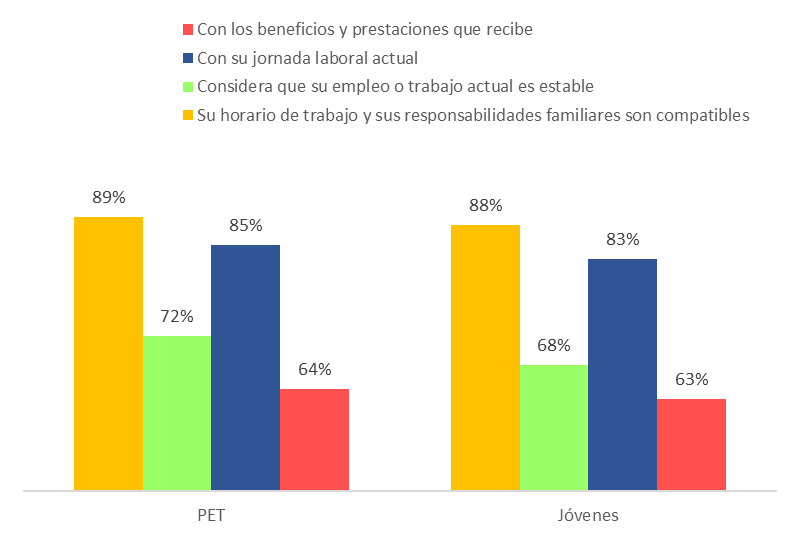 Con los beneficios y prestaciones que recibe
Con su jornada laboral actual
Considera que su empleo o trabajo actual es estable
Su horario de trabajo y sus responsabilidades familiares son compatibles
89%
72%
85%
64%
88%
68%
83%
63%
PET
Jóvenes